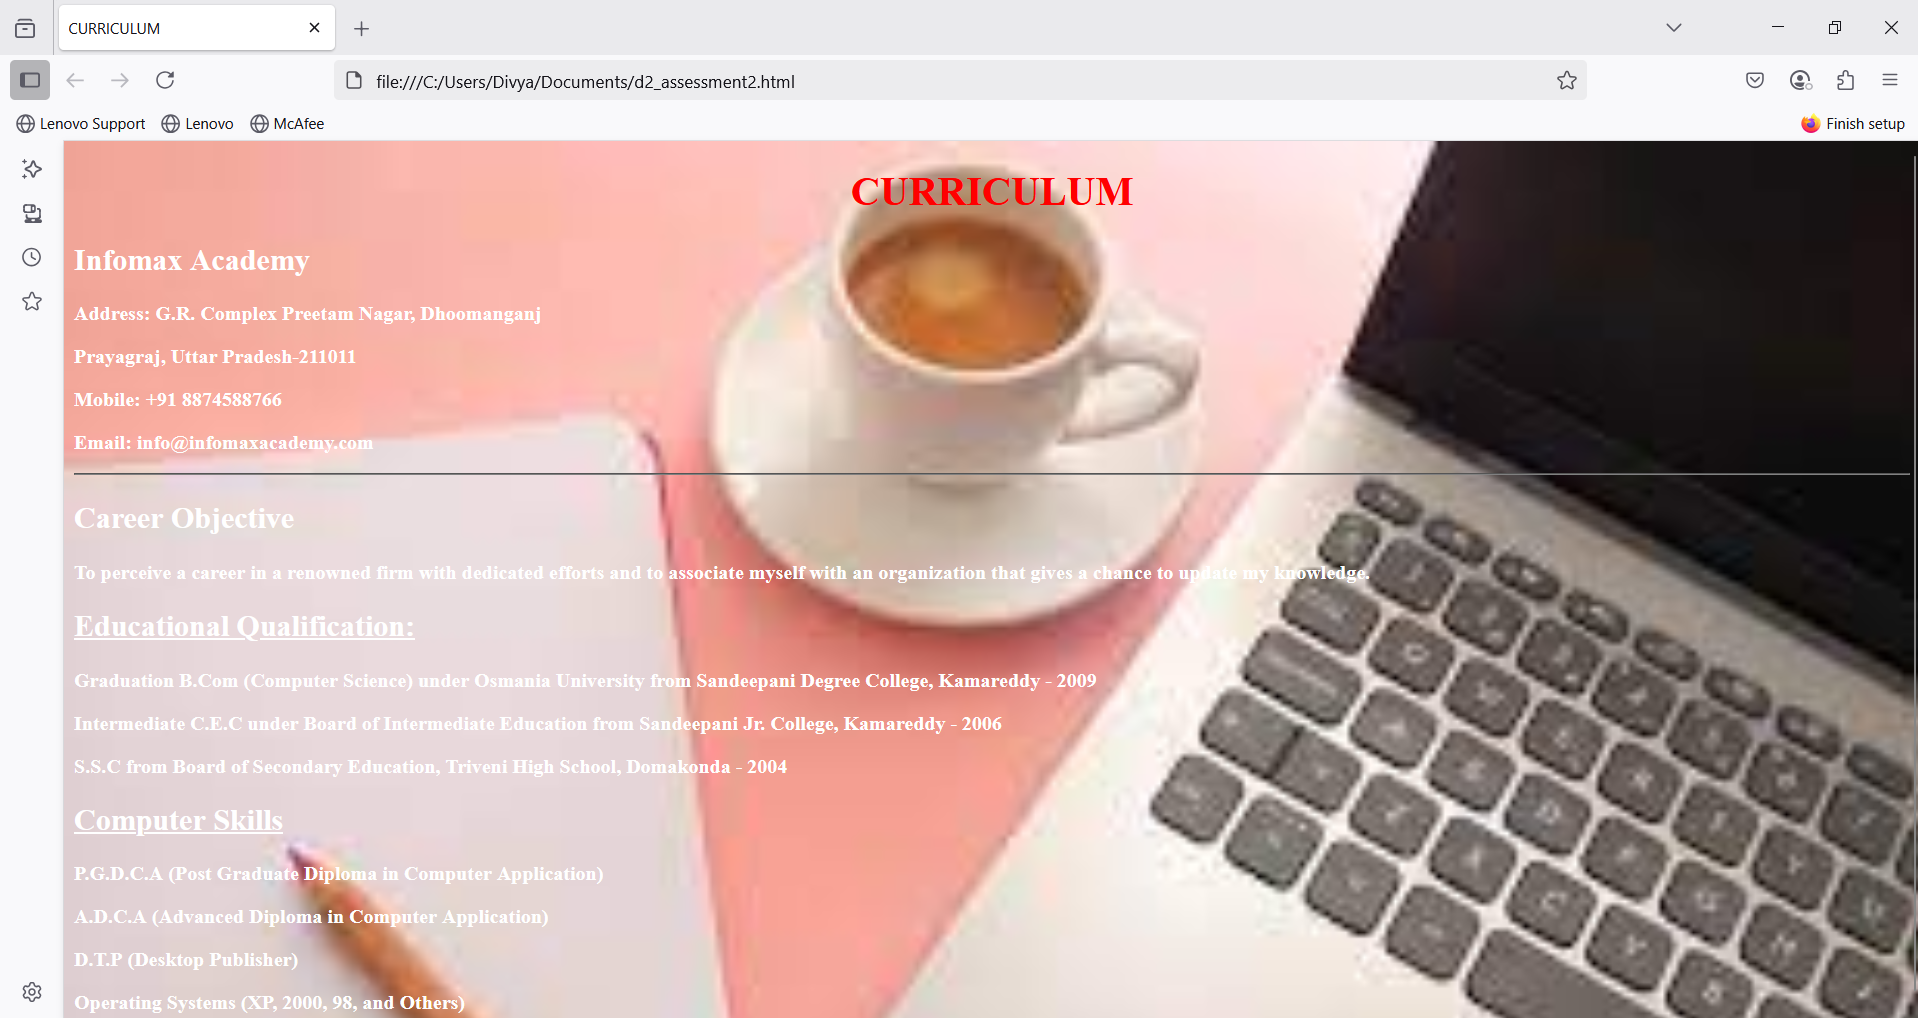 CURRICULUM
file:///C:/Users/Divya/Documents/d2_assessment2.html
Lenovo Support
Lenovo
McAfee
Finish setup
CURRICULUM
Infomax Academy
Address: G.R. Complex Preetam Nagar, Dhoomanganj
Prayagraj, Uttar Pradesh-211011
Mobile: +91 8874588766
Email: info@infomaxacademy.com
Career Objective
To perceive a career in a renowned firm with dedicated efforts and to associate myself with an organization that gives a chance to update my knowledge.
Educational Qualification:
Graduation B.Com (Computer Science) under Osmania University from Sandeepani Degree College, Kamareddy - 2009
Intermediate C.E.C under Board of Intermediate Education from Sandeepani Jr. College, Kamareddy - 2006
S.S.C from Board of Secondary Education, Triveni High School, Domakonda - 2004
Computer Skills
P.G.D.C.A (Post Graduate Diploma in Computer Application)
A.D.C.A (Advanced Diploma in Computer Application)
D.T.P (Desktop Publisher)
Operating Systems (XP, 2000, 98, and Others)